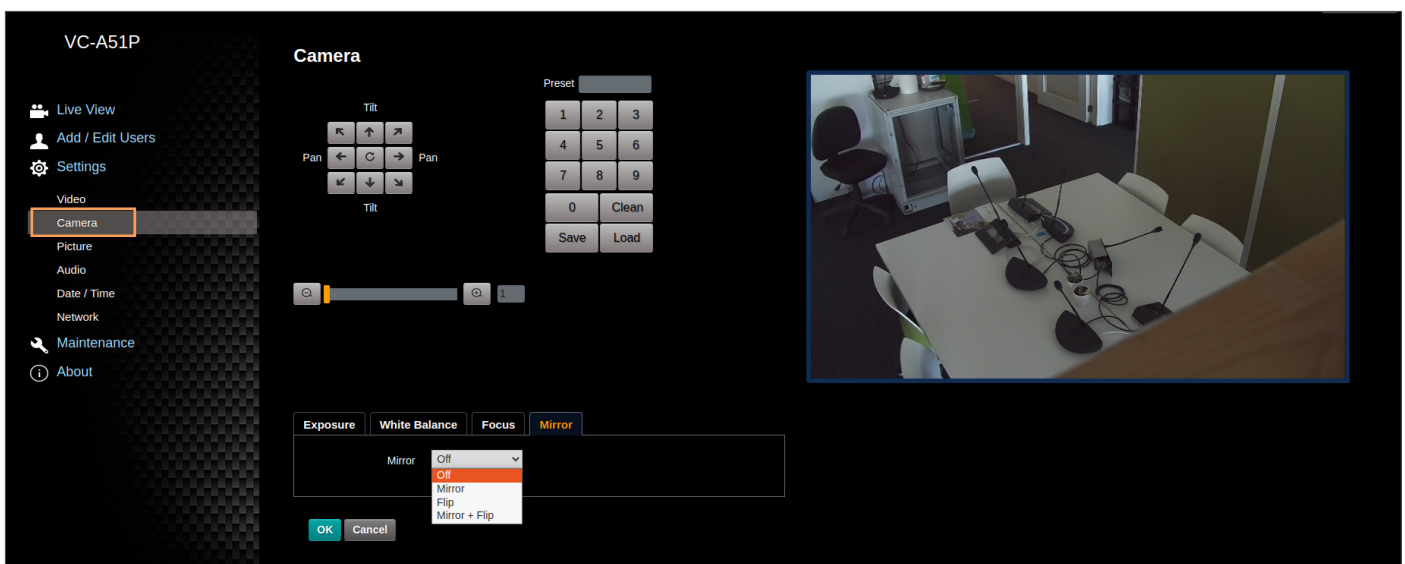 VC-A51P
Live View
Add / Edit Users
Settings
Video
Camera
Picture
Audio
Date / Time
Network
Maintenance
About
Camera
Tilt
Pan
Pan
Tilt
Preset
1 2 3
4 5 6
7 8 9
0 Clean
Save Load
1
Exposure White Balance Focus Mirror
Mirror Off
Off
Mirror
Flip
Mirror + Flip
OK Cancel